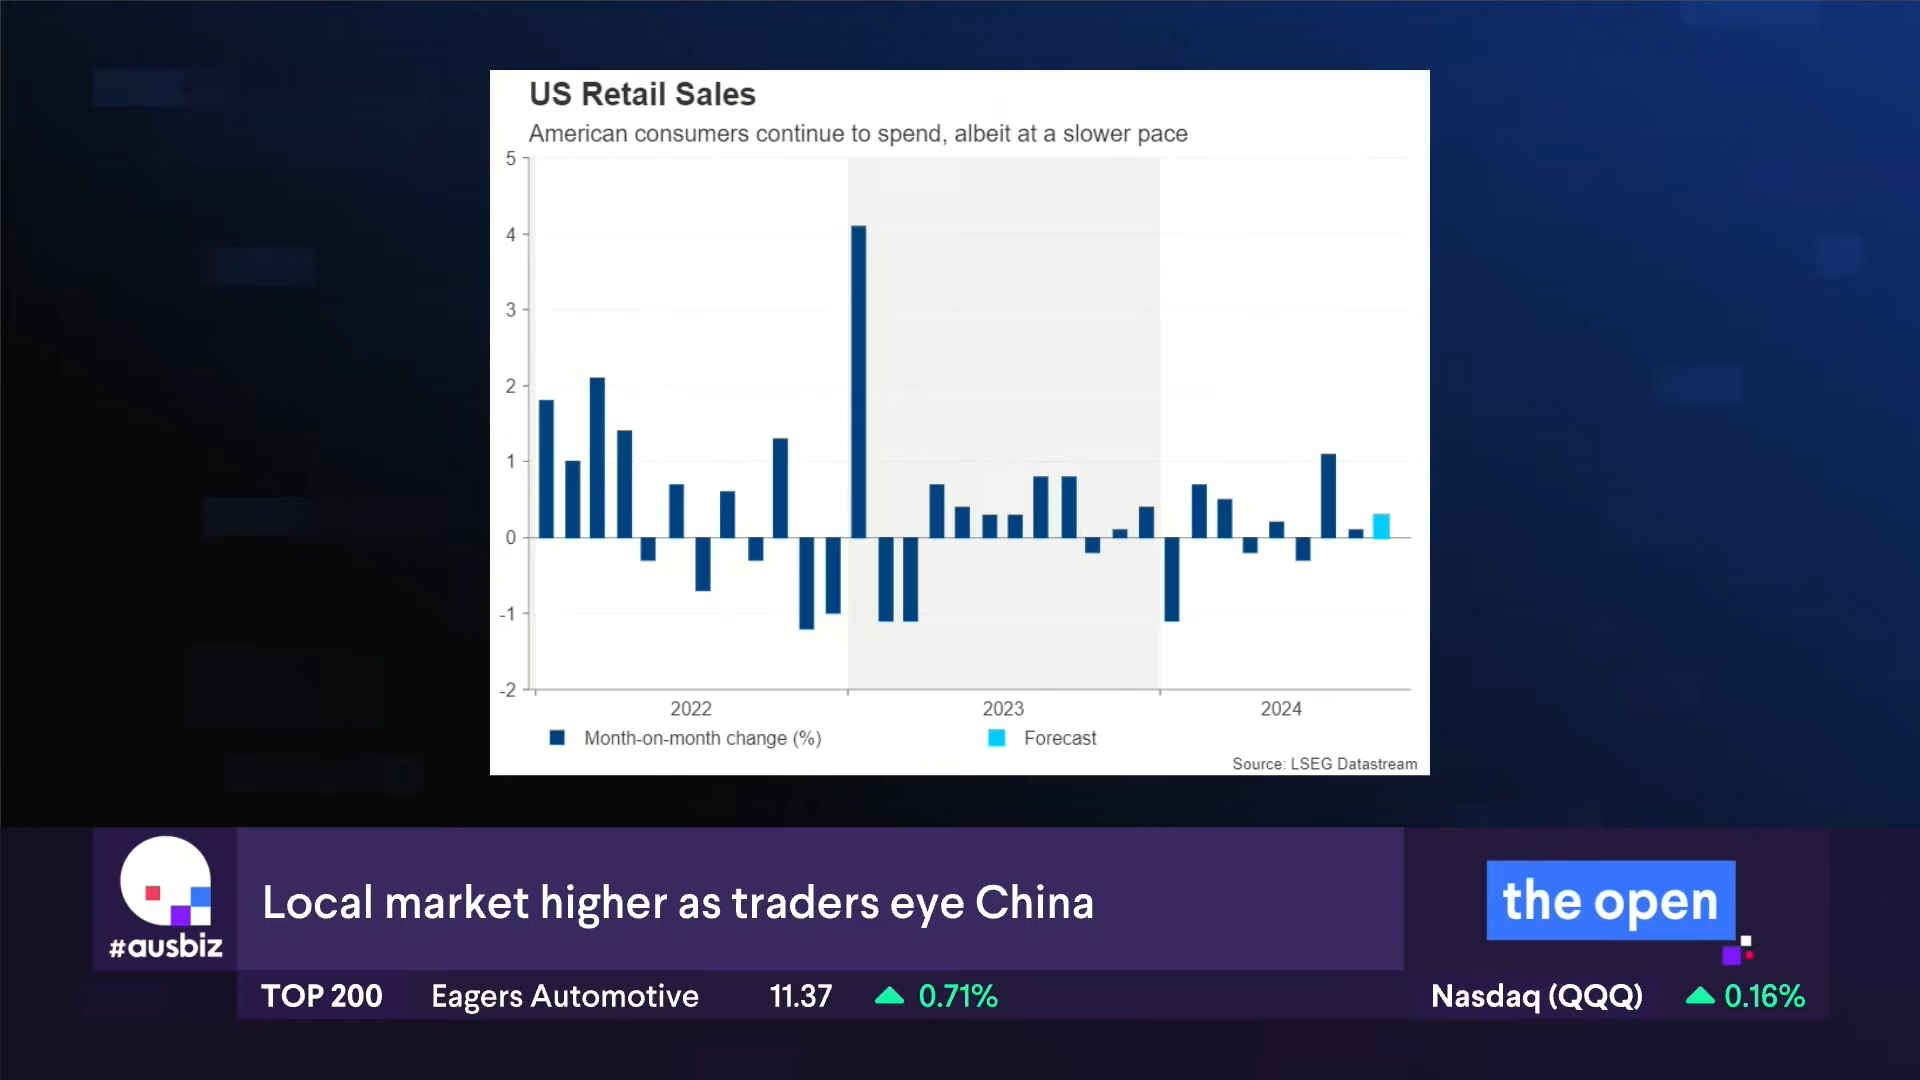 US Retail Sales
American consumers continue to spend, albeit at a slower pace
5
4
3
2
1
0
-1
-2
2022 2023 2024
Month-on-month change (%) Forecast
Source: LSEG Datastream
#ausbiz
Local market higher as traders eye China
the open
TOP 200 Eagers Automotive 11.37 0.71% Nasdaq (QQQ) 0.16%